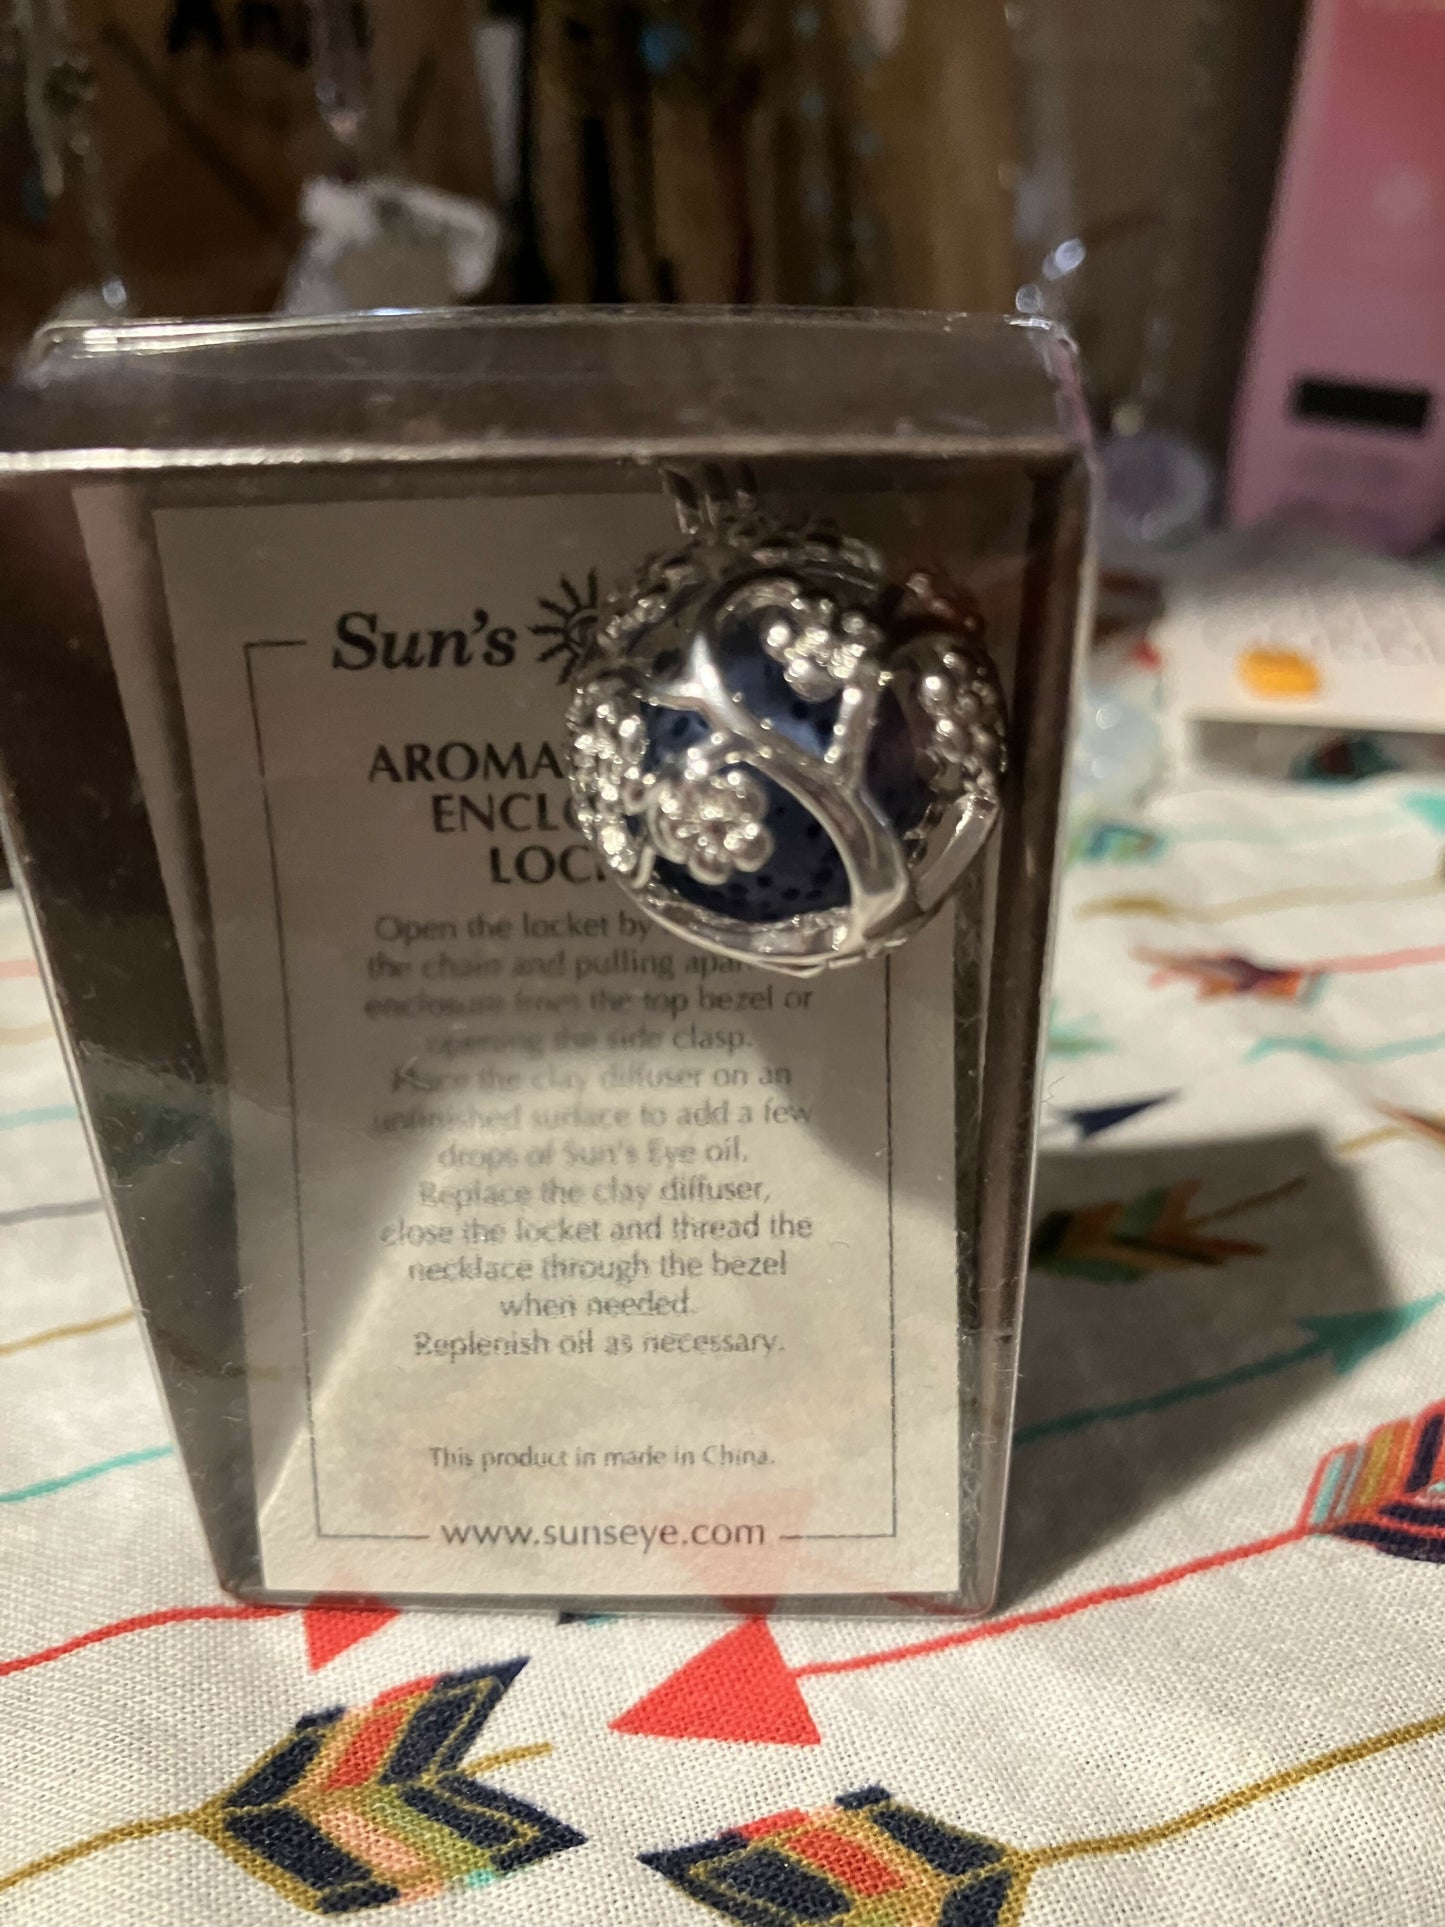 Sun's
AROMA
ENCLO
LOC
Open the locket by
the chain and pulling apar
enclosure from the top bezel or
opening the side clasp.
Place the clay diffuser on an
unfinished surface to add a few
drops of Sun's Eye oil.
Replace the clay diffuser,
close the locket and thread the
necklace through the bezel
when needed.
Replenish oil as necessary.
This product in made in China.
www.sunseye.com